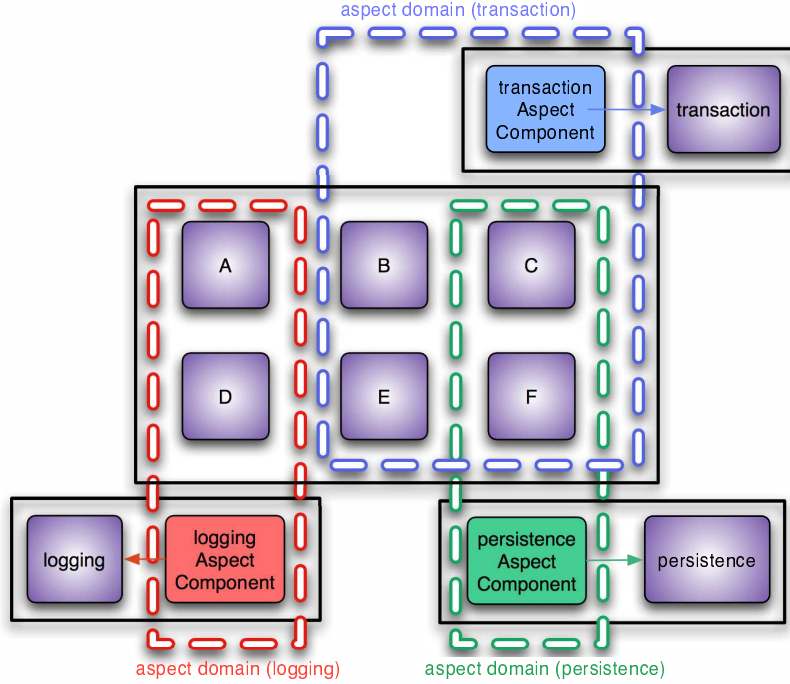 aspect domain (transaction)
transaction
Aspect
Component
transaction
A
B
C
D
E
F
logging
logging
Aspect
Component
persistence
Aspect
Component
persistence
aspect domain (logging)
aspect domain (persistence)